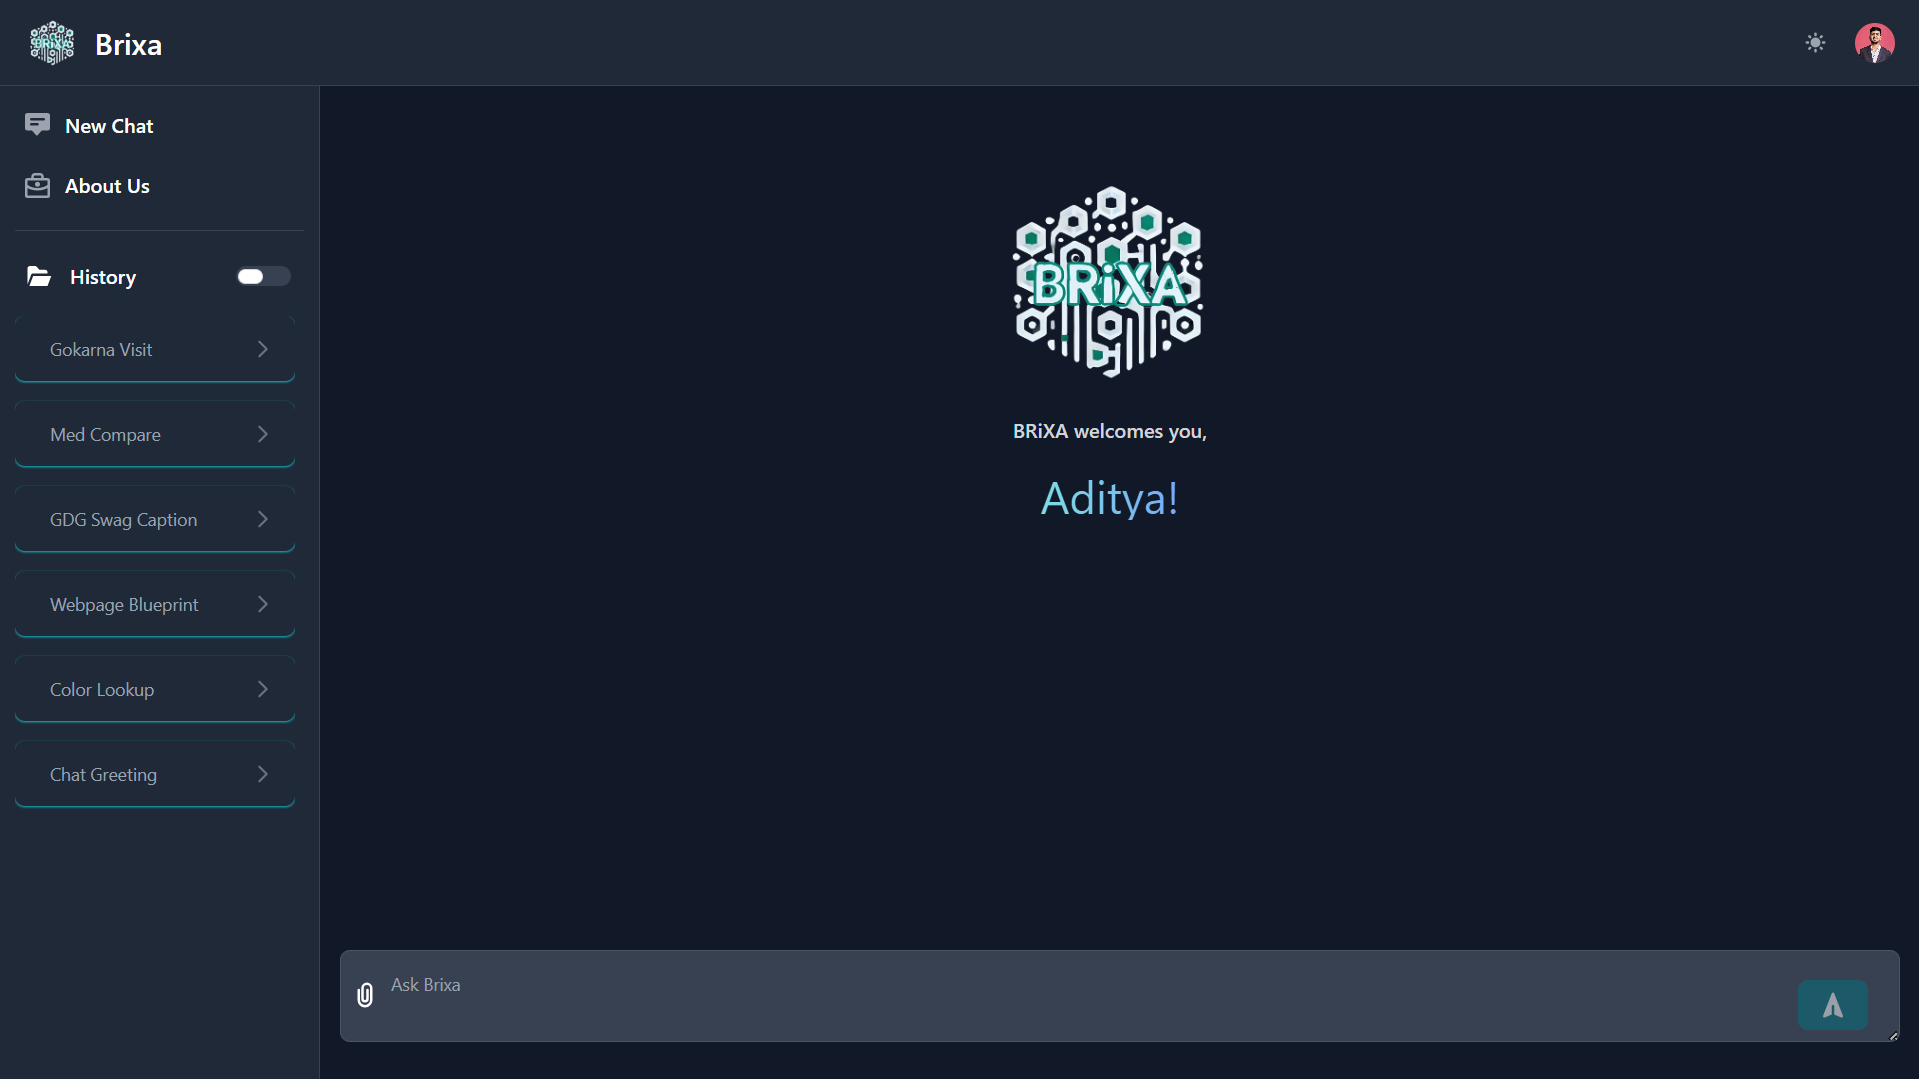 BRiXA
Brixa
New Chat
About Us
History
Gokarna Visit
Med Compare
GDG Swag Caption
Webpage Blueprint
Color Lookup
Chat Greeting
BRiXA
BRiXA welcomes you,
Aditya!
Ask Brixa